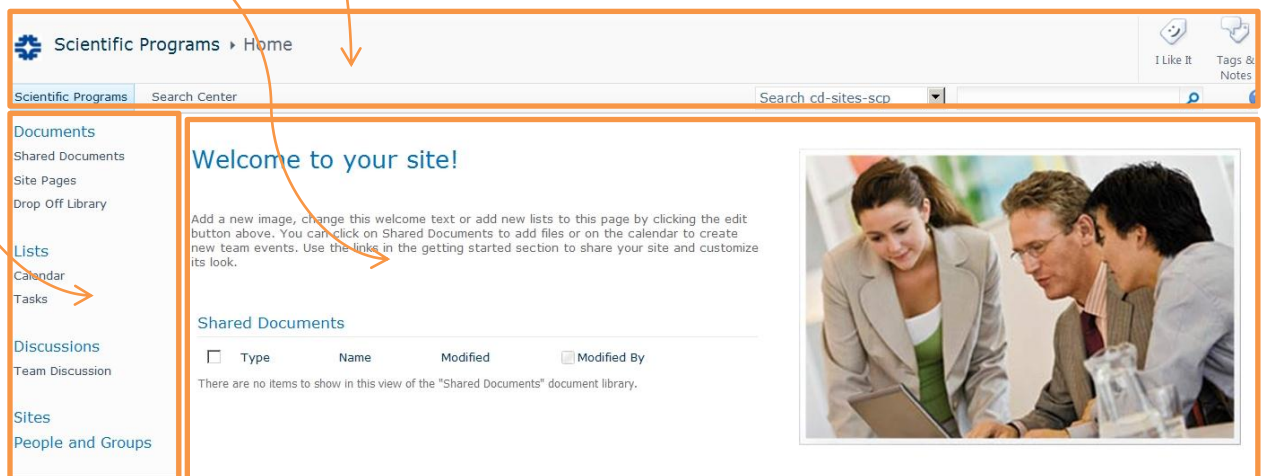 Scientific Programs ▸ Home
I Like It
Tags &
Notes
Scientific Programs Search Center Search cd-sites-scp
Documents
Shared Documents
Site Pages
Drop Off Library
Lists
Calendar
Tasks
Discussions
Team Discussion
Sites
People and Groups
Welcome to your site!
Add a new image, change this welcome text or add new lists to this page by clicking the edit
button above. You can click on Shared Documents to add files or on the calendar to create
new team events. Use the links in the getting started section to share your site and customize
its look.
Shared Documents
Type Name Modified Modified By
There are no items to show in this view of the "Shared Documents" document library.